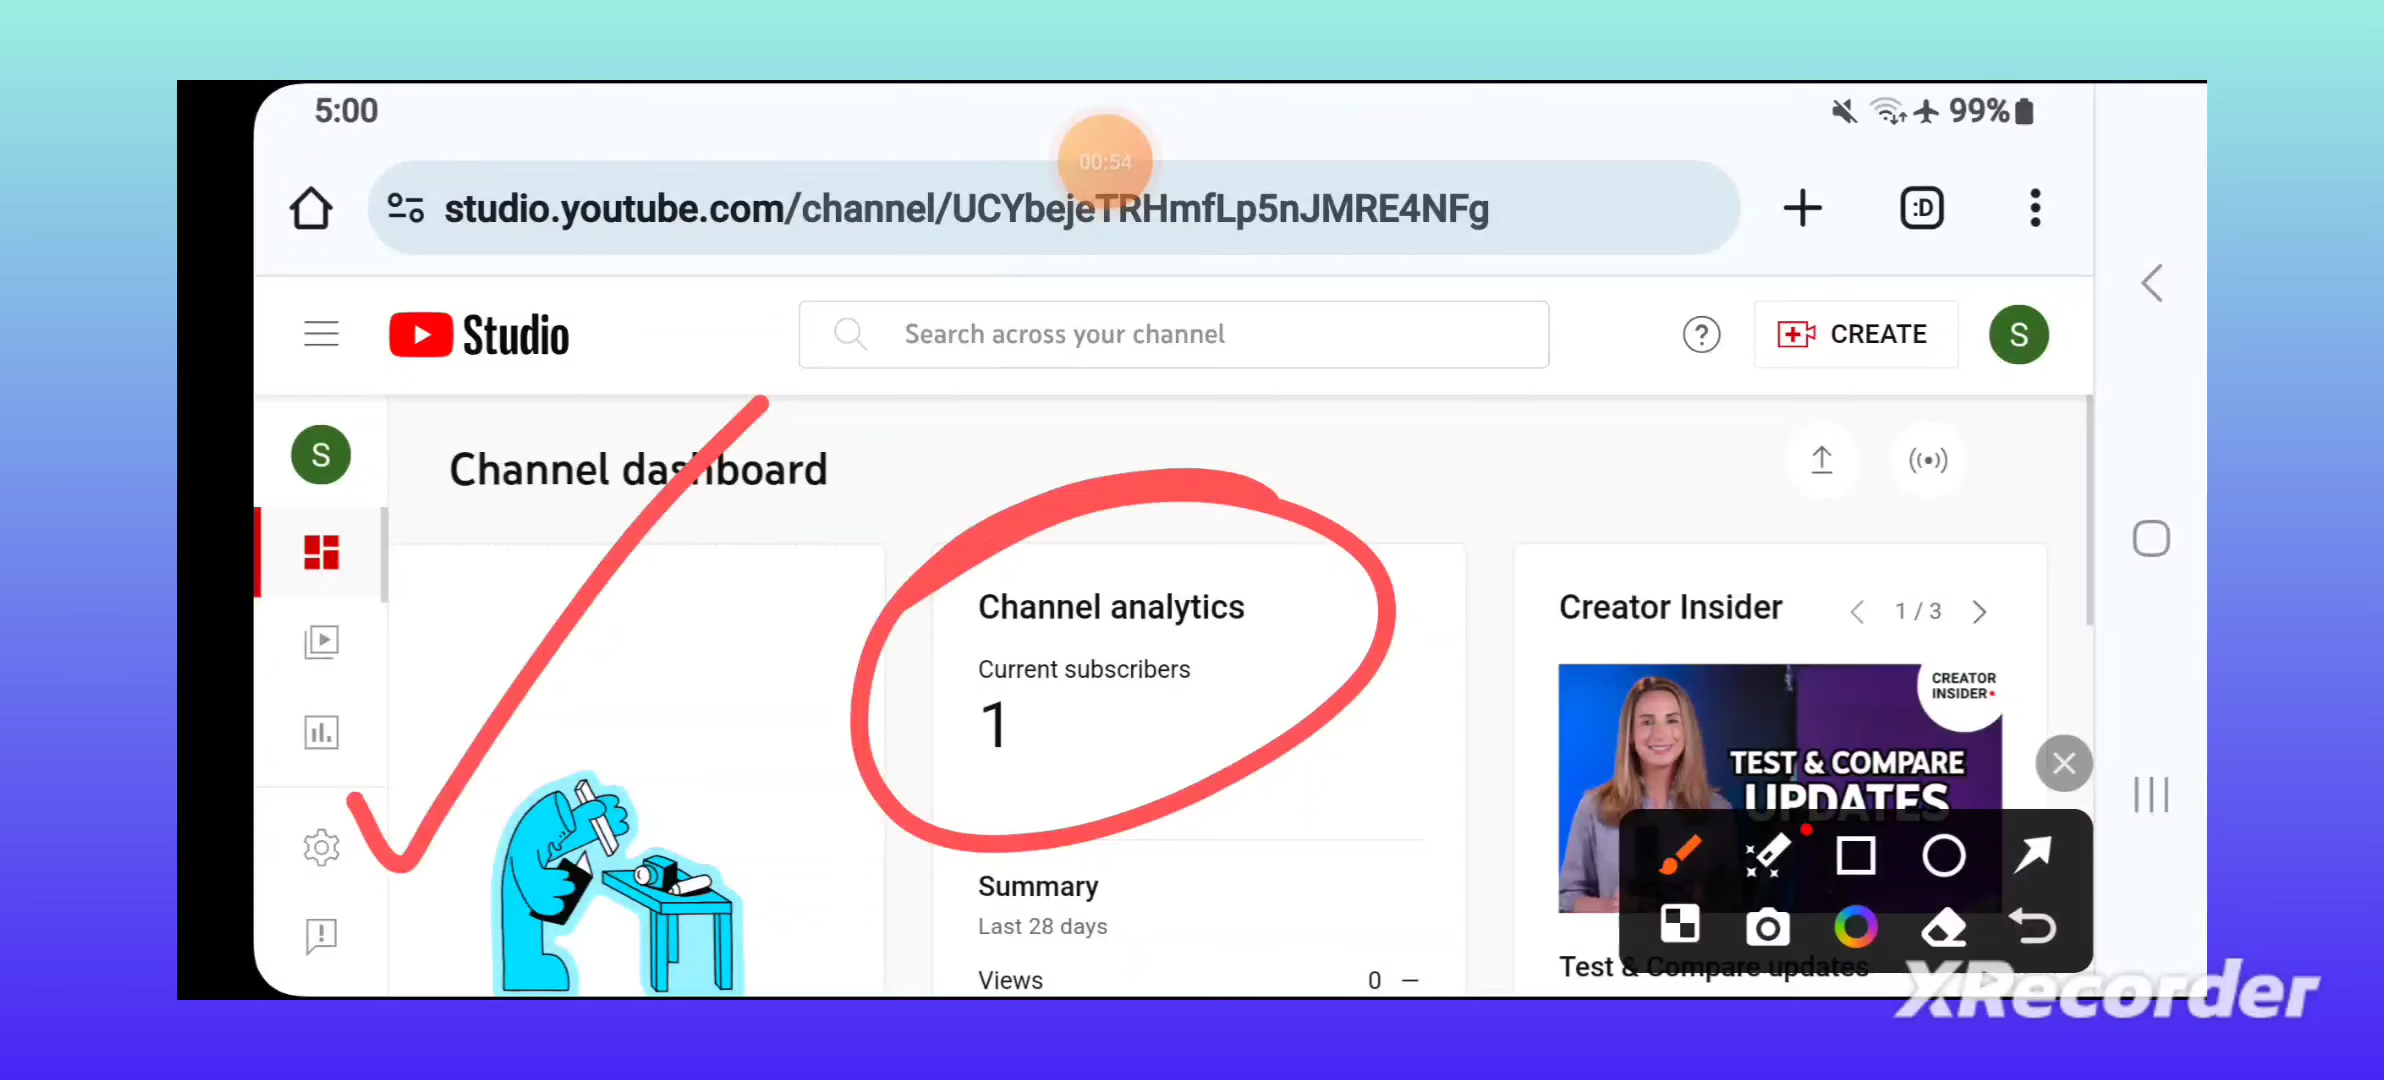 5:00
99%
00:54
studio.youtube.com/channel/UCYbejeTRHmfLp5nJMRE4NFg
:D
Studio
Search across your channel
?
CREATE
S
S
Channel dashboard
Channel analytics
Current subscribers
1
Creator Insider
1 / 3
CREATOR
INSIDER
TEST & COMPARE
UPDATES
Summary
Last 28 days
Views
0 —
Test & Compare updates
XRecorder